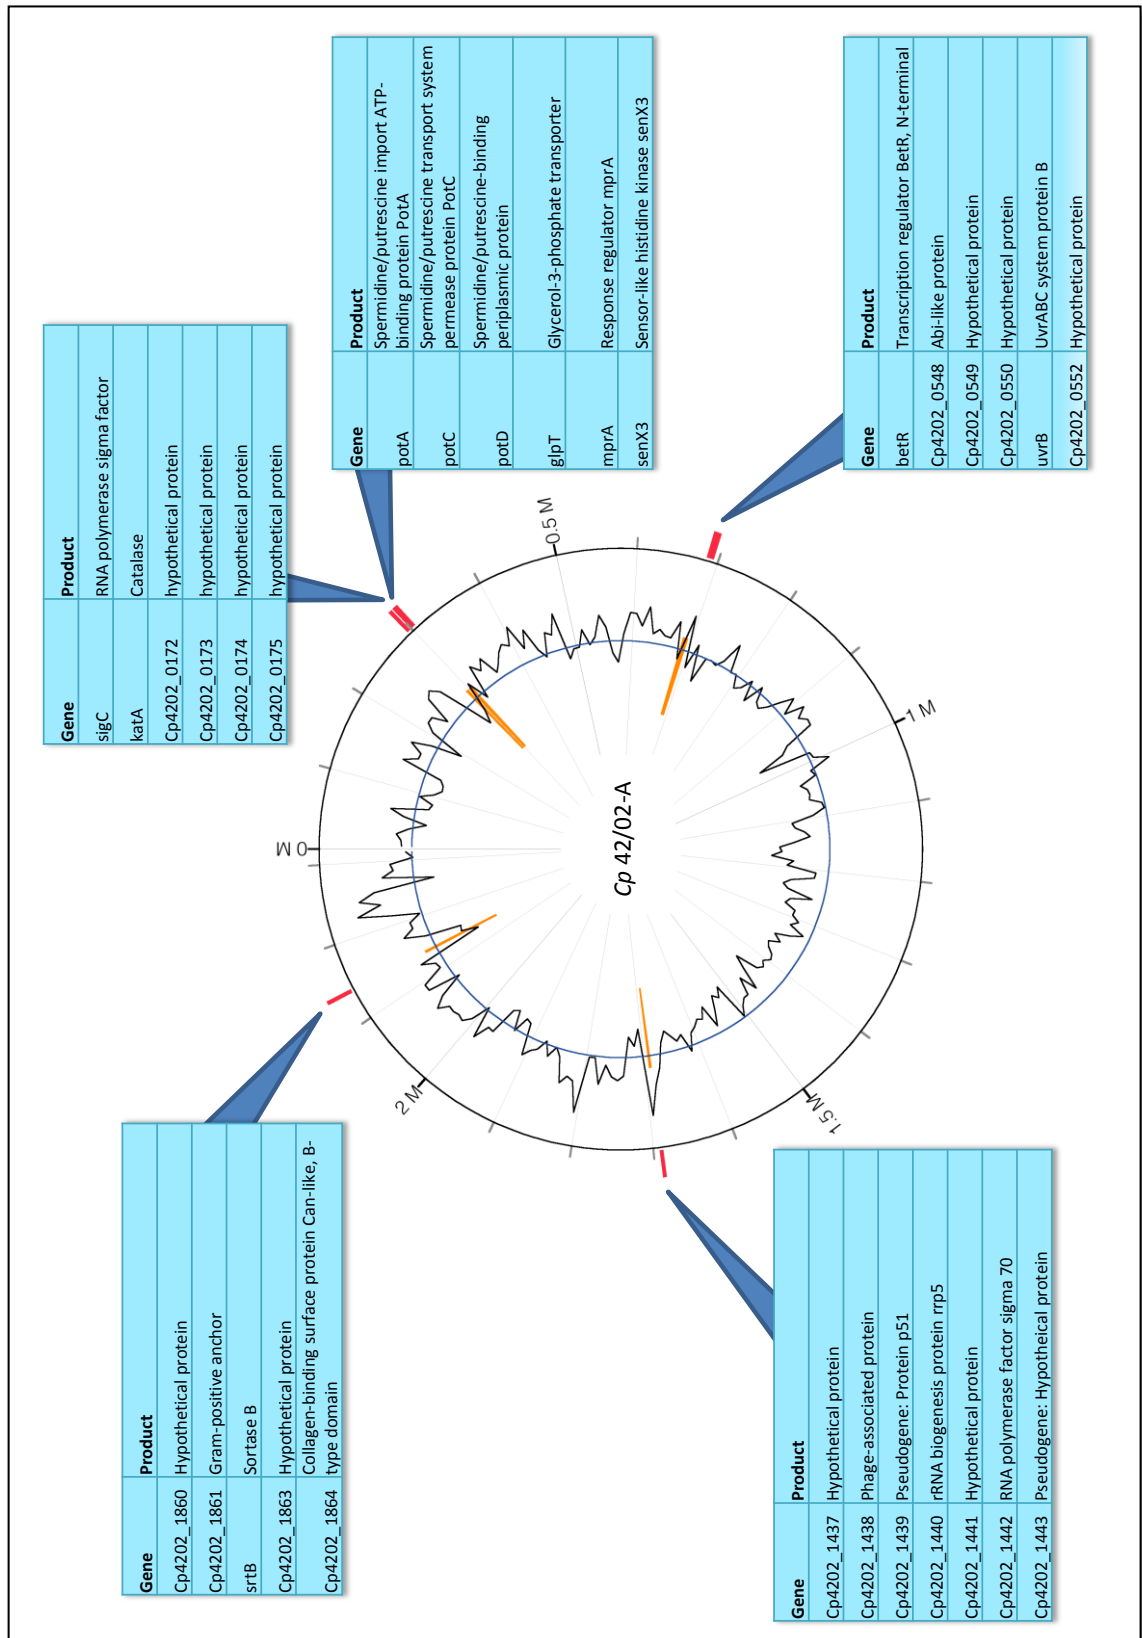 Gene Product
sigC RNA polymerase sigma factor
katA Catalase
Cp4202_0172 hypothetical protein
Cp4202_0173 hypothetical protein
Cp4202_0174 hypothetical protein
Cp4202_0175 hypothetical protein
Gene Product
potA Spermidine/putrescine import ATP-
binding protein PotA
potC Spermidine/putrescine transport system
permease protein PotC
potD Spermidine/putrescine-binding
periplasmic protein
glpT Glycerol-3-phosphate transporter
mprA Response regulator mprA
senX3 Sensor-like histidine kinase senX3
Gene Product
betR Transcription regulator BetR, N-terminal
Cp4202_0548 Abi-like protein
Cp4202_0549 Hypothetical protein
Cp4202_0550 Hypothetical protein
uvrB UvrABC system protein B
Cp4202_0552 Hypothetical protein
0 M
0.5 M
1 M
1.5 M
2 M
Cp 42/02-A
Gene Product
Cp4202_1860 Hypothetical protein
Cp4202_1861 Gram-positive anchor
srtB Sortase B
Cp4202_1863 Hypothetical protein
Cp4202_1864 Collagen-binding surface protein Can-like, B-
type domain
Gene Product
Cp4202_1437 Hypothetical protein
Cp4202_1438 Phage-associated protein
Cp4202_1439 Pseudogene: Protein p51
Cp4202_1440 rRNA biogenesis protein rrp5
Cp4202_1441 Hypothetical protein
Cp4202_1442 RNA polymerase factor sigma 70
Cp4202_1443 Pseudogene: Hypotheical protein